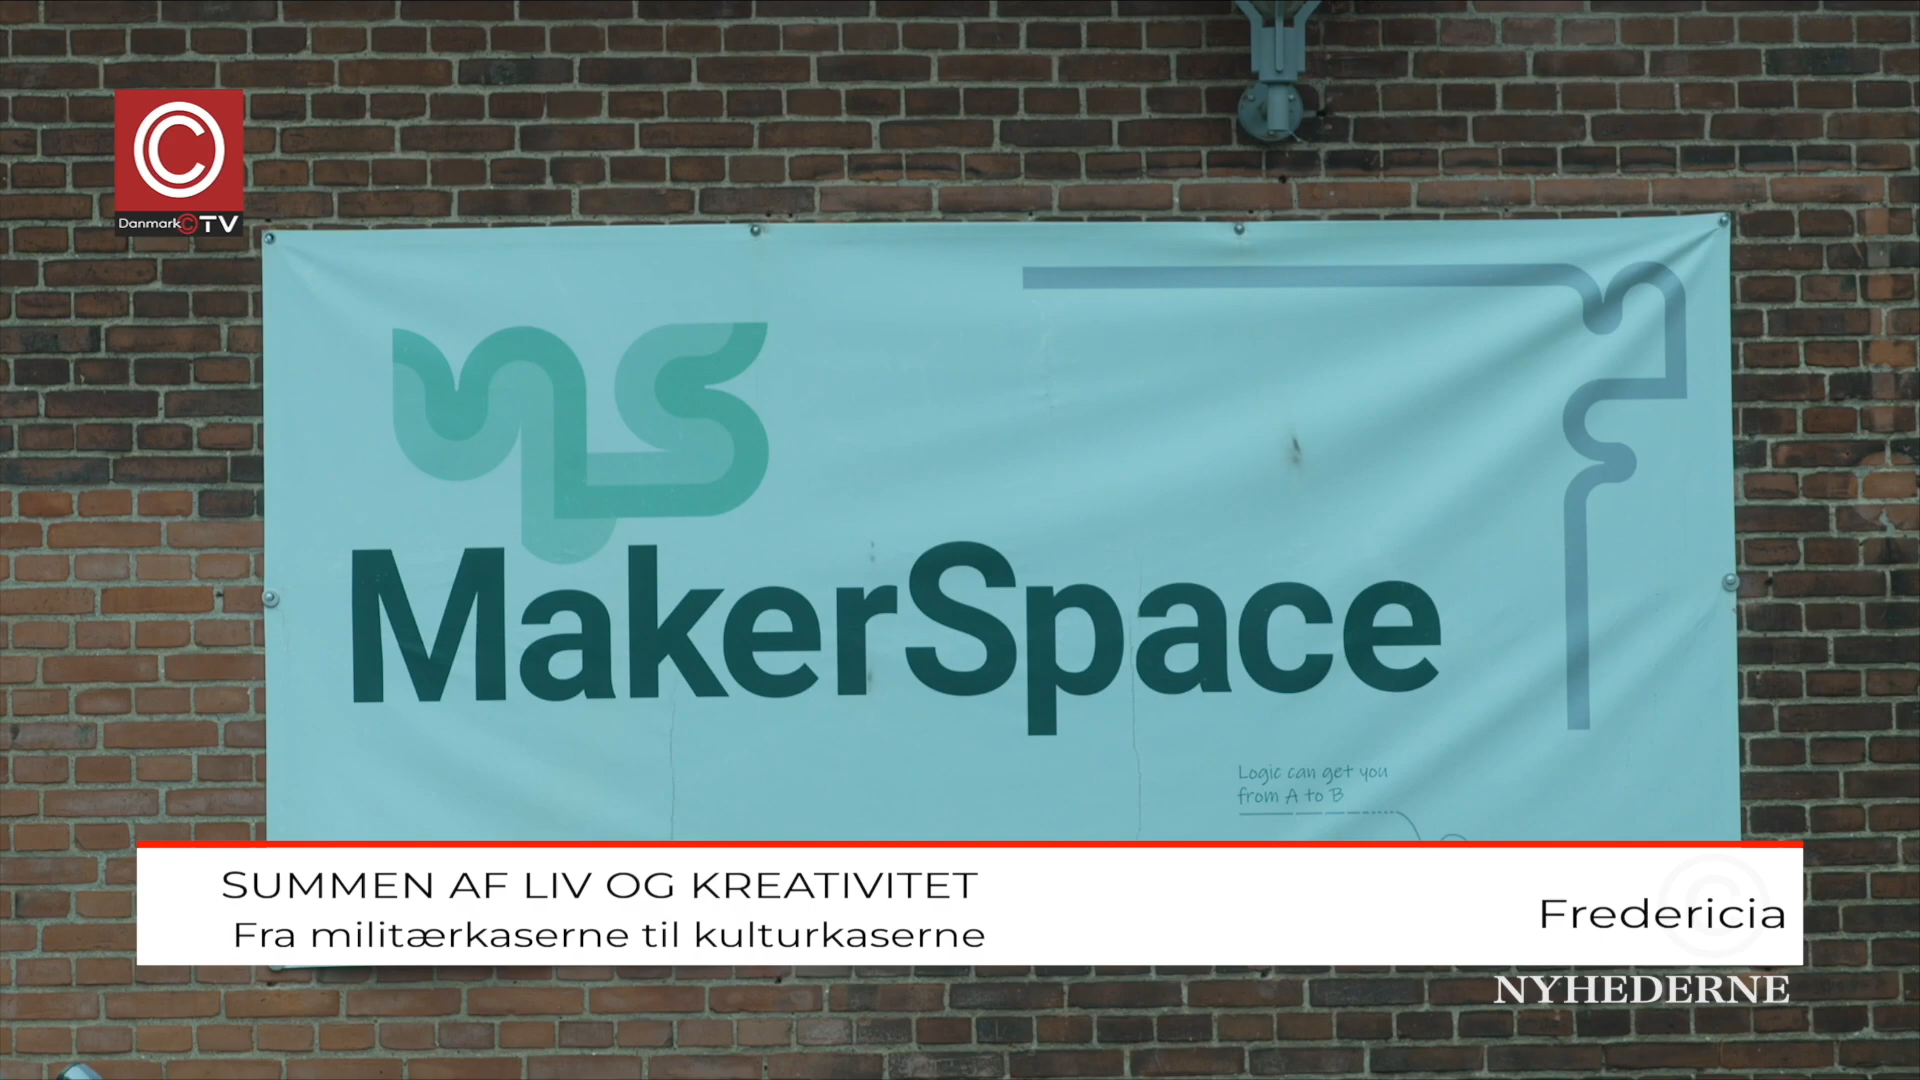 C
Danmark C TV
ms
MakerSpace
Logic can get you
from A to B
SUMMEN AF LIV OG KREATIVITET
Fra militærkaserne til kulturkaserne
Fredericia
NYHEDERNE